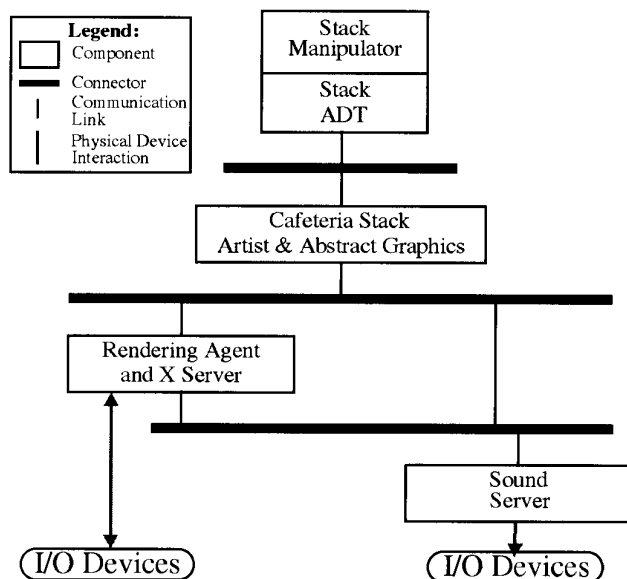 Legend:
Component
Connector
Communication
Link
Physical Device
Interaction
Stack
Manipulator
Stack
ADT
Cafeteria Stack
Artist & Abstract Graphics
Rendering Agent
and X Server
Sound
Server
I/O Devices
I/O Devices